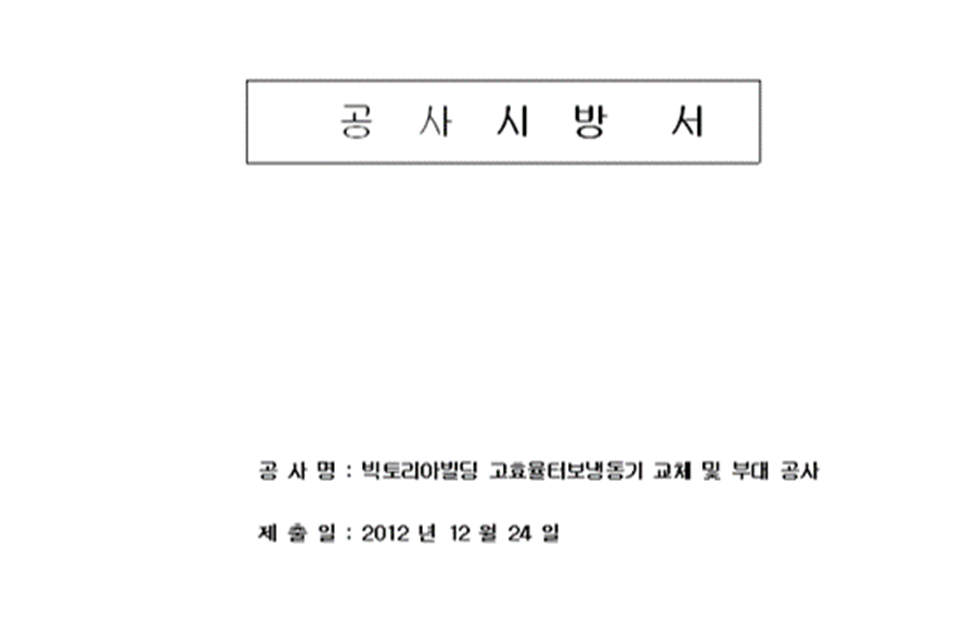 공 사 시 방 서
공 사 명 : 빅토리아빌딩 고효율터보냉동기 교체 및 부대 공사
제 출 일 : 2012 년 12 월 24 일